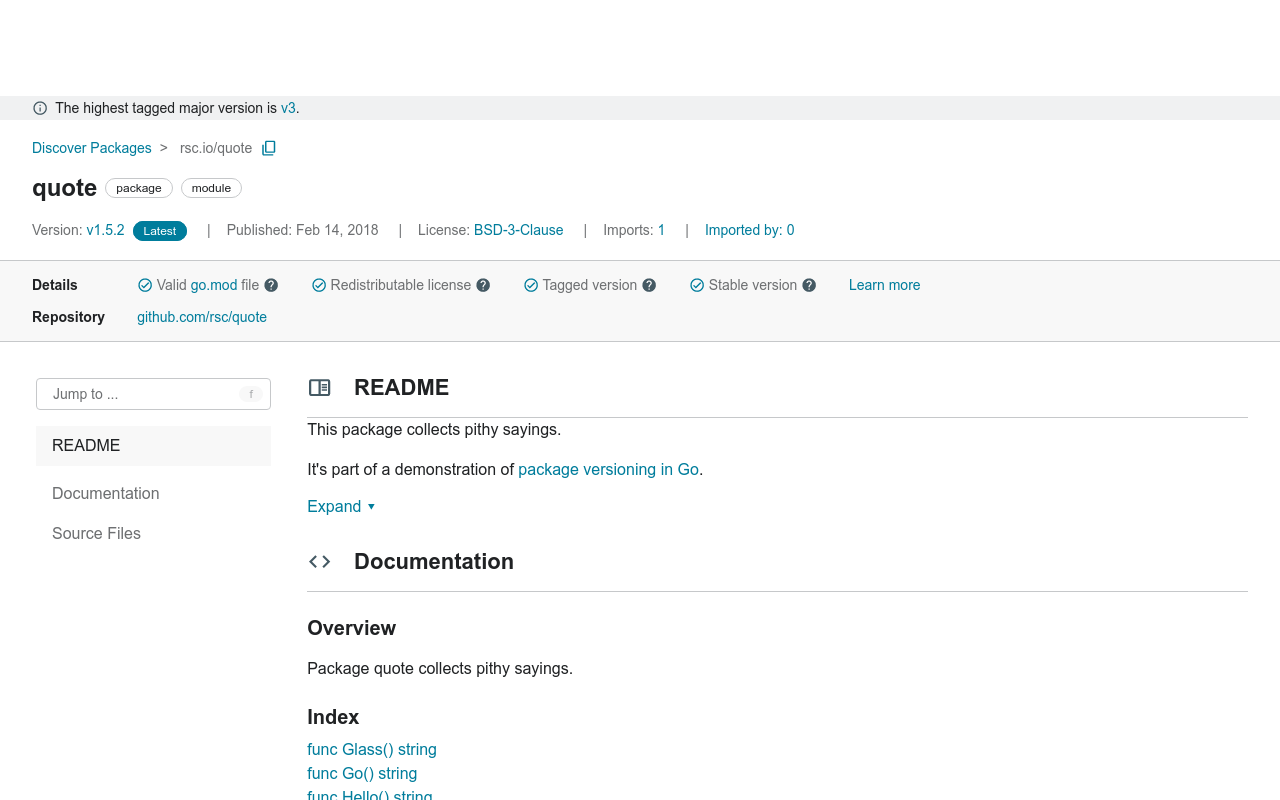 The highest tagged major version is v3.
Discover Packages > rsc.io/quote
quote package module
Version: v1.5.2 Latest | Published: Feb 14, 2018 | License: BSD-3-Clause | Imports: 1 | Imported by: 0
Details Valid go.mod file ? Redistributable license ? Tagged version ? Stable version ? Learn more
Repository github.com/rsc/quote
Jump to ... f
README
Documentation
Source Files
README
This package collects pithy sayings.
It's part of a demonstration of package versioning in Go.
Expand ▼
Documentation
Overview
Package quote collects pithy sayings.
Index
func Glass() string
func Go() string
func Hello() string